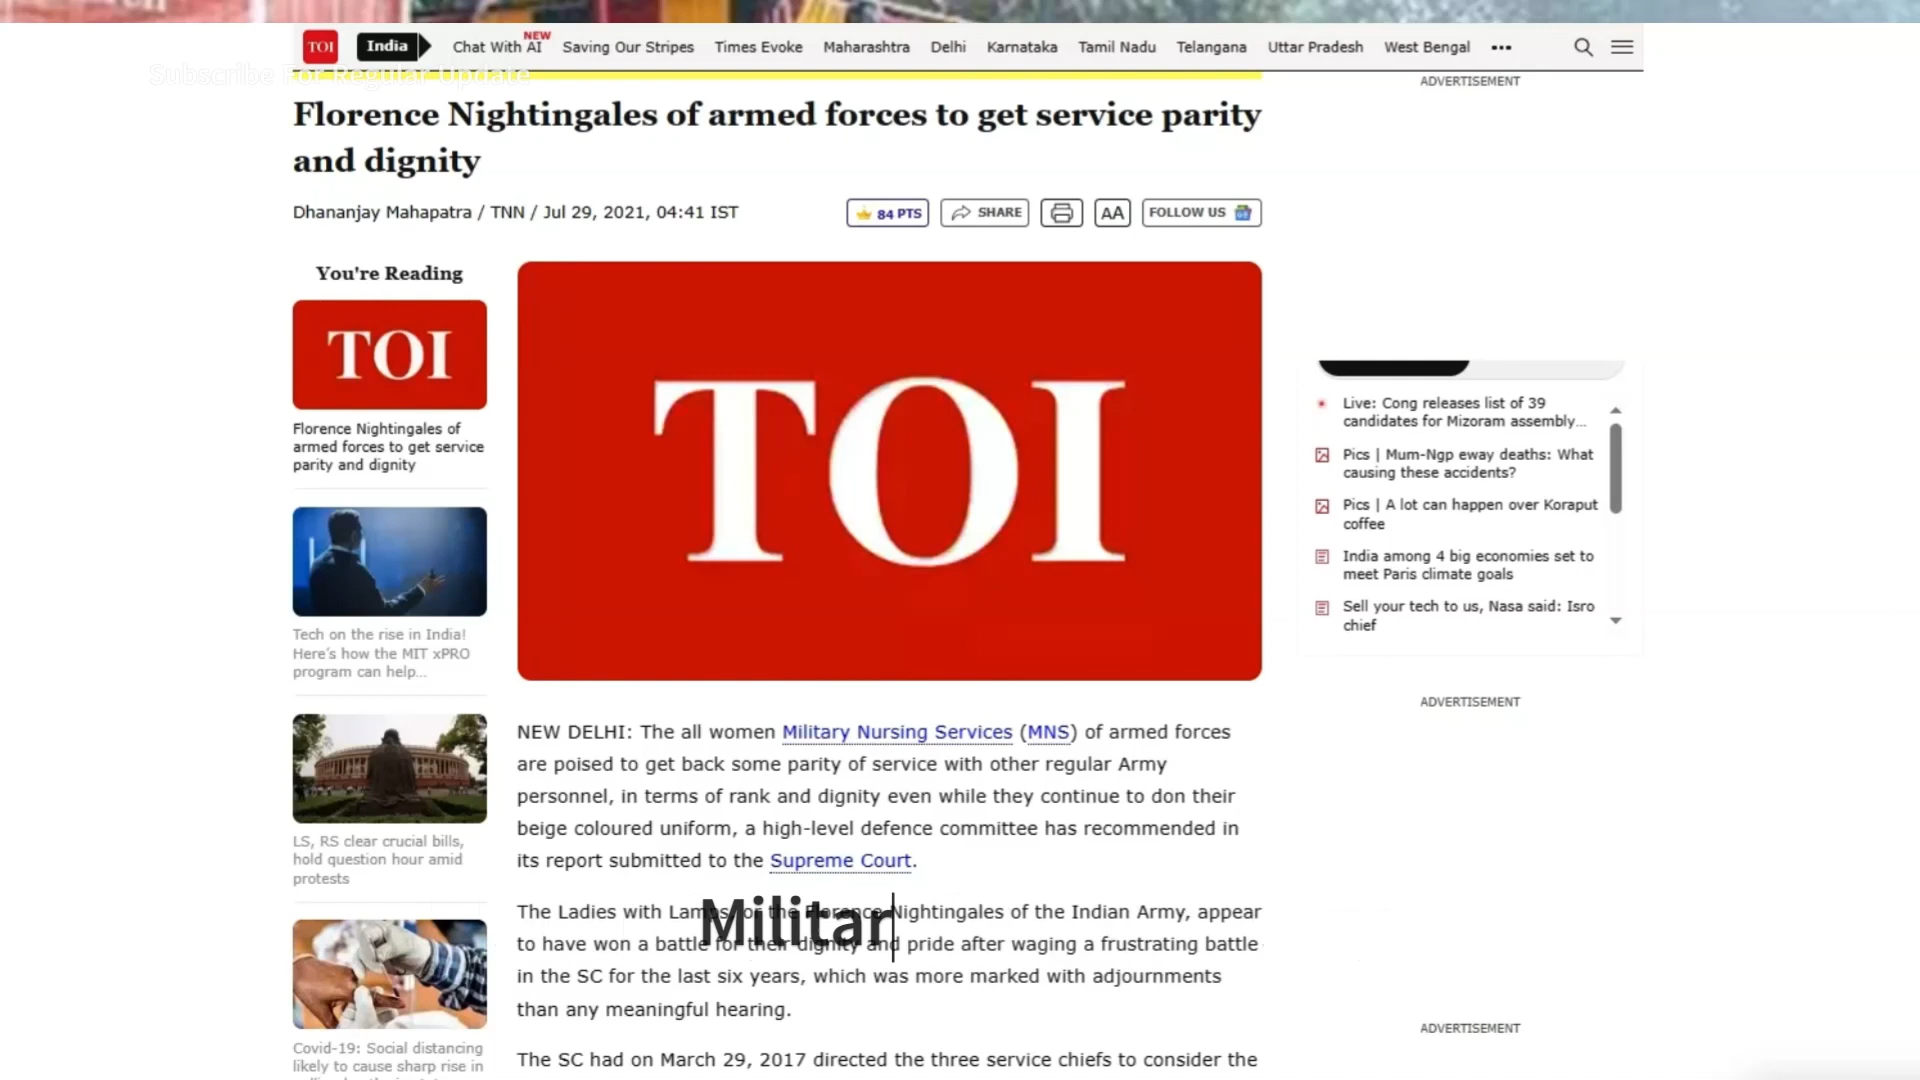 TOI
India
Chat With AI NEW
Saving Our Stripes
Times Evoke
Maharashtra
Delhi
Karnataka
Tamil Nadu
Telangana
Uttar Pradesh
West Bengal
Subscribe For Regular Update
ADVERTISEMENT
Florence Nightingales of armed forces to get service parity
and dignity
Dhananjay Mahapatra / TNN / Jul 29, 2021, 04:41 IST
84 PTS
SHARE
AA
FOLLOW US
You're Reading
TOI
Florence Nightingales of
armed forces to get service
parity and dignity
Tech on the rise in India!
Here's how the MIT xPRO
program can help...
LS, RS clear crucial bills,
hold question hour amid
protests
Covid-19: Social distancing
likely to cause sharp rise in
TOI
NEW DELHI: The all women Military Nursing Services (MNS) of armed forces
are poised to get back some parity of service with other regular Army
personnel, in terms of rank and dignity even while they continue to don their
beige coloured uniform, a high-level defence committee has recommended in
its report submitted to the Supreme Court.
The Ladies with Lamps, or the Florence Nightingales of the Indian Army, appear
to have won a battle for their dignity and pride after waging a frustrating battle
in the SC for the last six years, which was more marked with adjournments
than any meaningful hearing.
The SC had on March 29, 2017 directed the three service chiefs to consider the
Militar
Live: Cong releases list of 39
candidates for Mizoram assembly...
Pics | Mum-Ngp eway deaths: What
causing these accidents?
Pics | A lot can happen over Koraput
coffee
India among 4 big economies set to
meet Paris climate goals
Sell your tech to us, Nasa said: Isro
chief
ADVERTISEMENT
ADVERTISEMENT